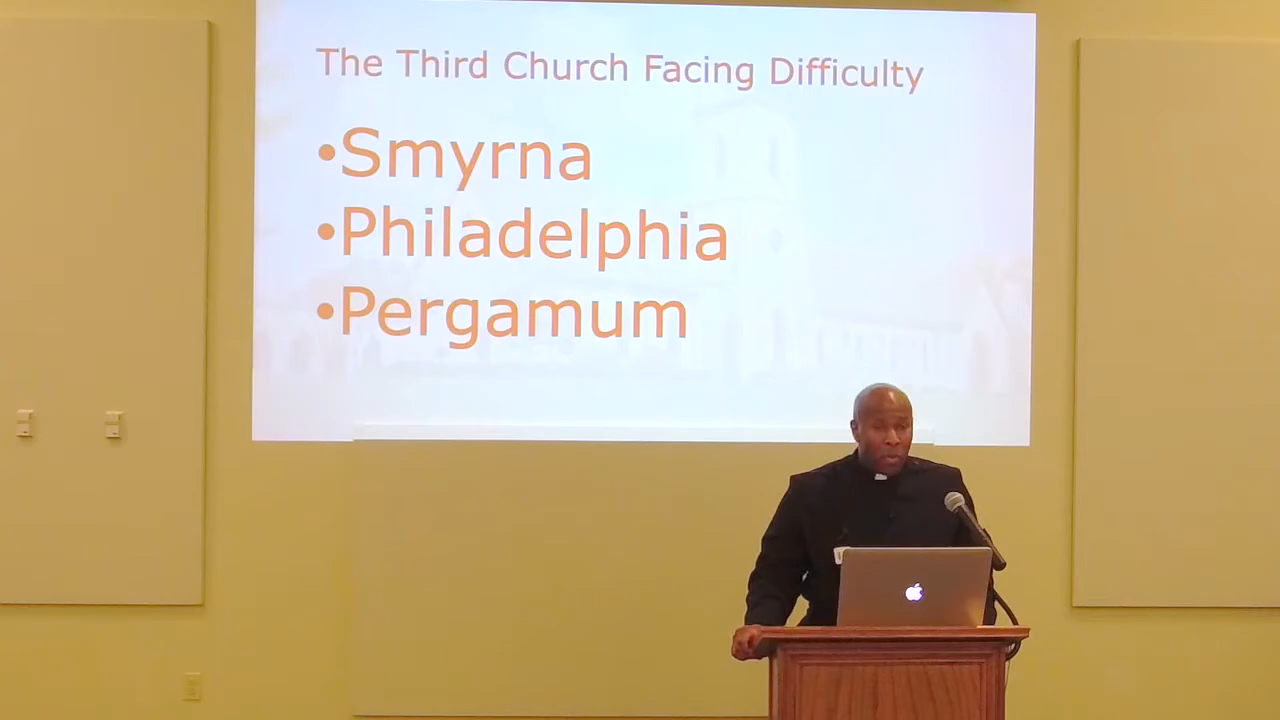 The Third Church Facing Difficulty
•Smyrna
•Philadelphia
•Pergamum